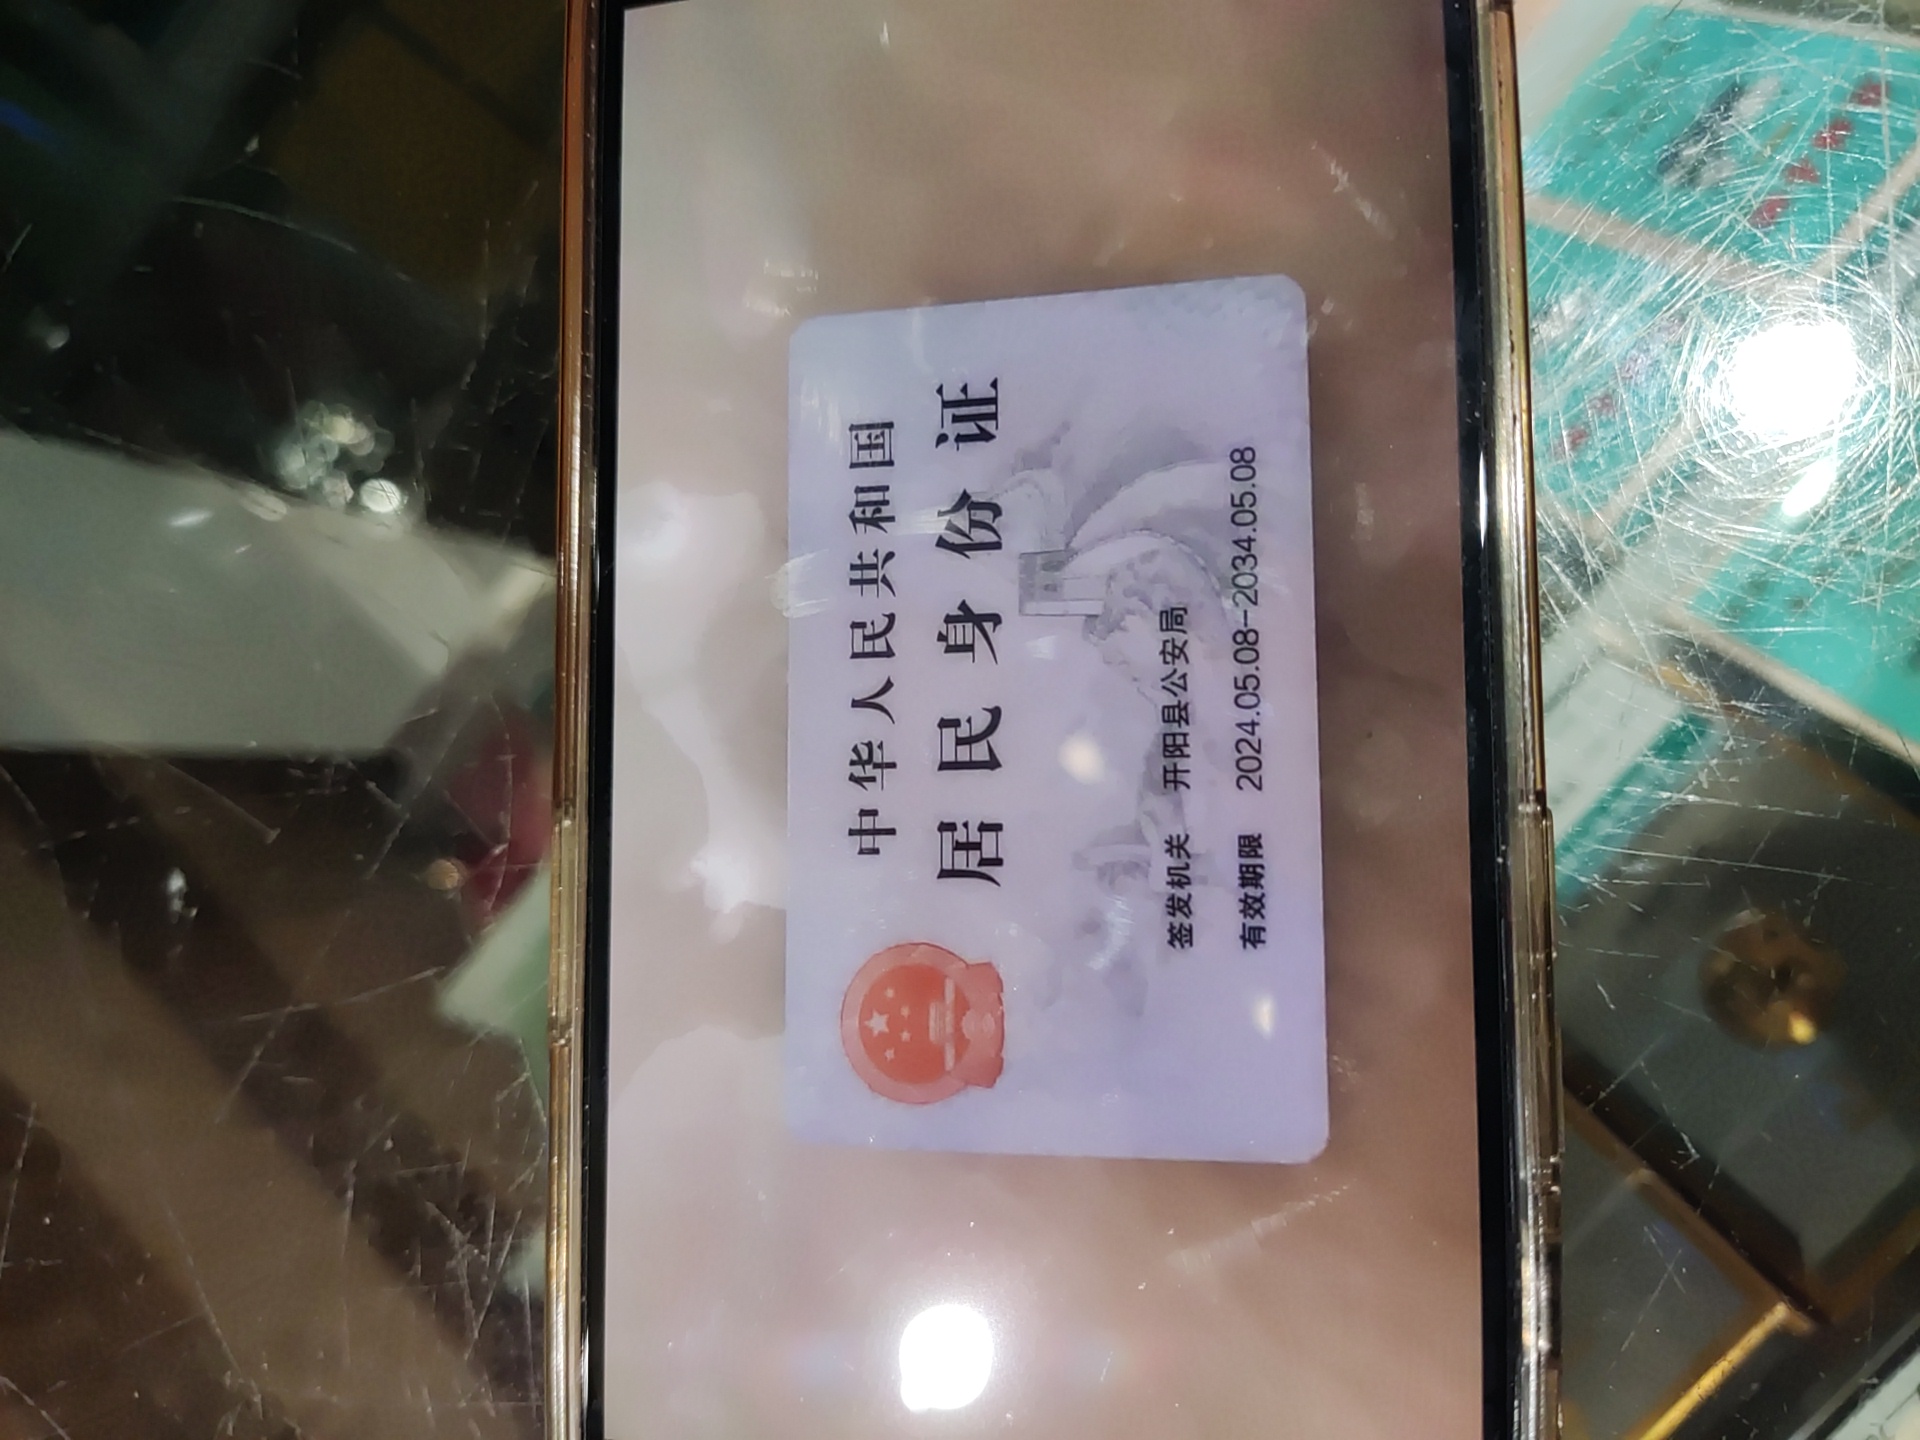 中华人民共和国
居民身份证
签发机关 开阳县公安局
有效期限 2024.05.08-2034.05.08